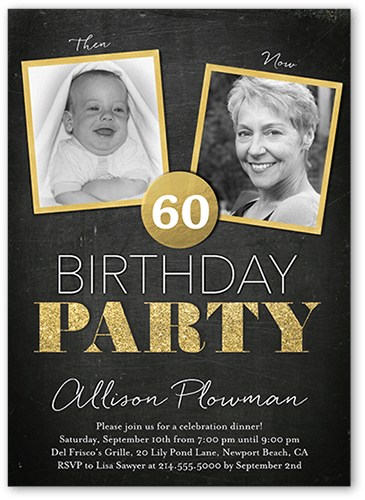 Then
Now
60
BIRTHDAY
PARTY
Allison Plowman
Please join us for a celebration dinner!
Saturday, September 10th from 7:00 pm until 9:00 pm
Del Frisco's Grille, 20 Lily Pond Lane, Newport Beach, CA
RSVP to Lisa Sawyer at 214.555.5000 by September 2nd